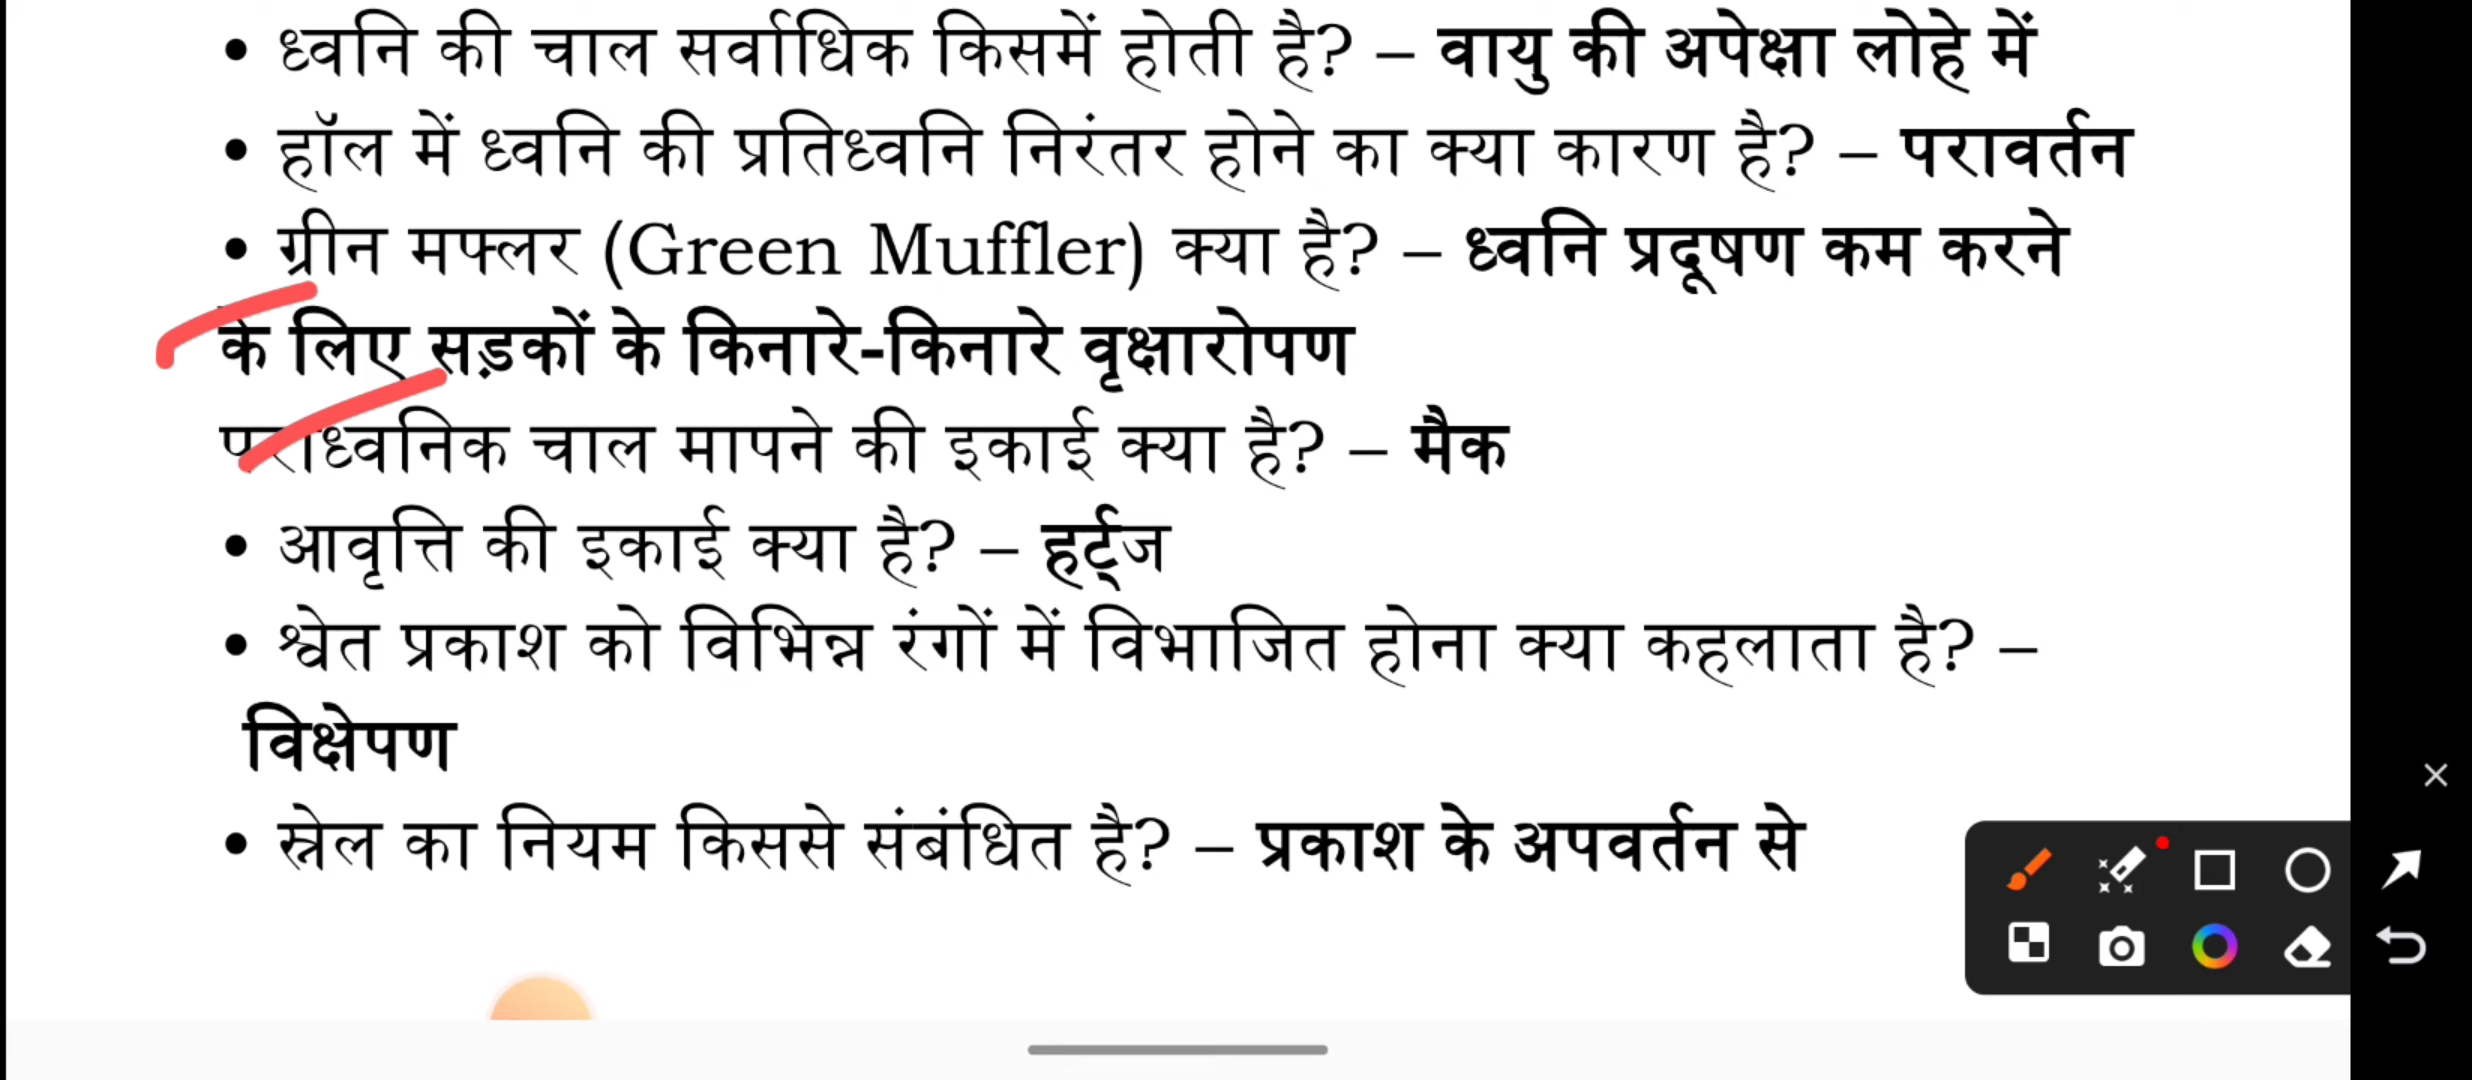 • ध्वनि की चाल सर्वाधिक किसमें होती है? – वायु की अपेक्षा लोहे में
• हॉल में ध्वनि की प्रतिध्वनि निरंतर होने का क्या कारण है? – परावर्तन
• ग्रीन मफ्लर (Green Muffler) क्या है? – ध्वनि प्रदूषण कम करने
के लिए सड़कों के किनारे-किनारे वृक्षारोपण
पराध्वनिक चाल मापने की इकाई क्या है? – मैक
• आवृत्ति की इकाई क्या है? – हर्ट्ज
• श्वेत प्रकाश को विभिन्न रंगों में विभाजित होना क्या कहलाता है? –
विक्षेपण
• स्नेल का नियम किससे संबंधित है? – प्रकाश के अपवर्तन से